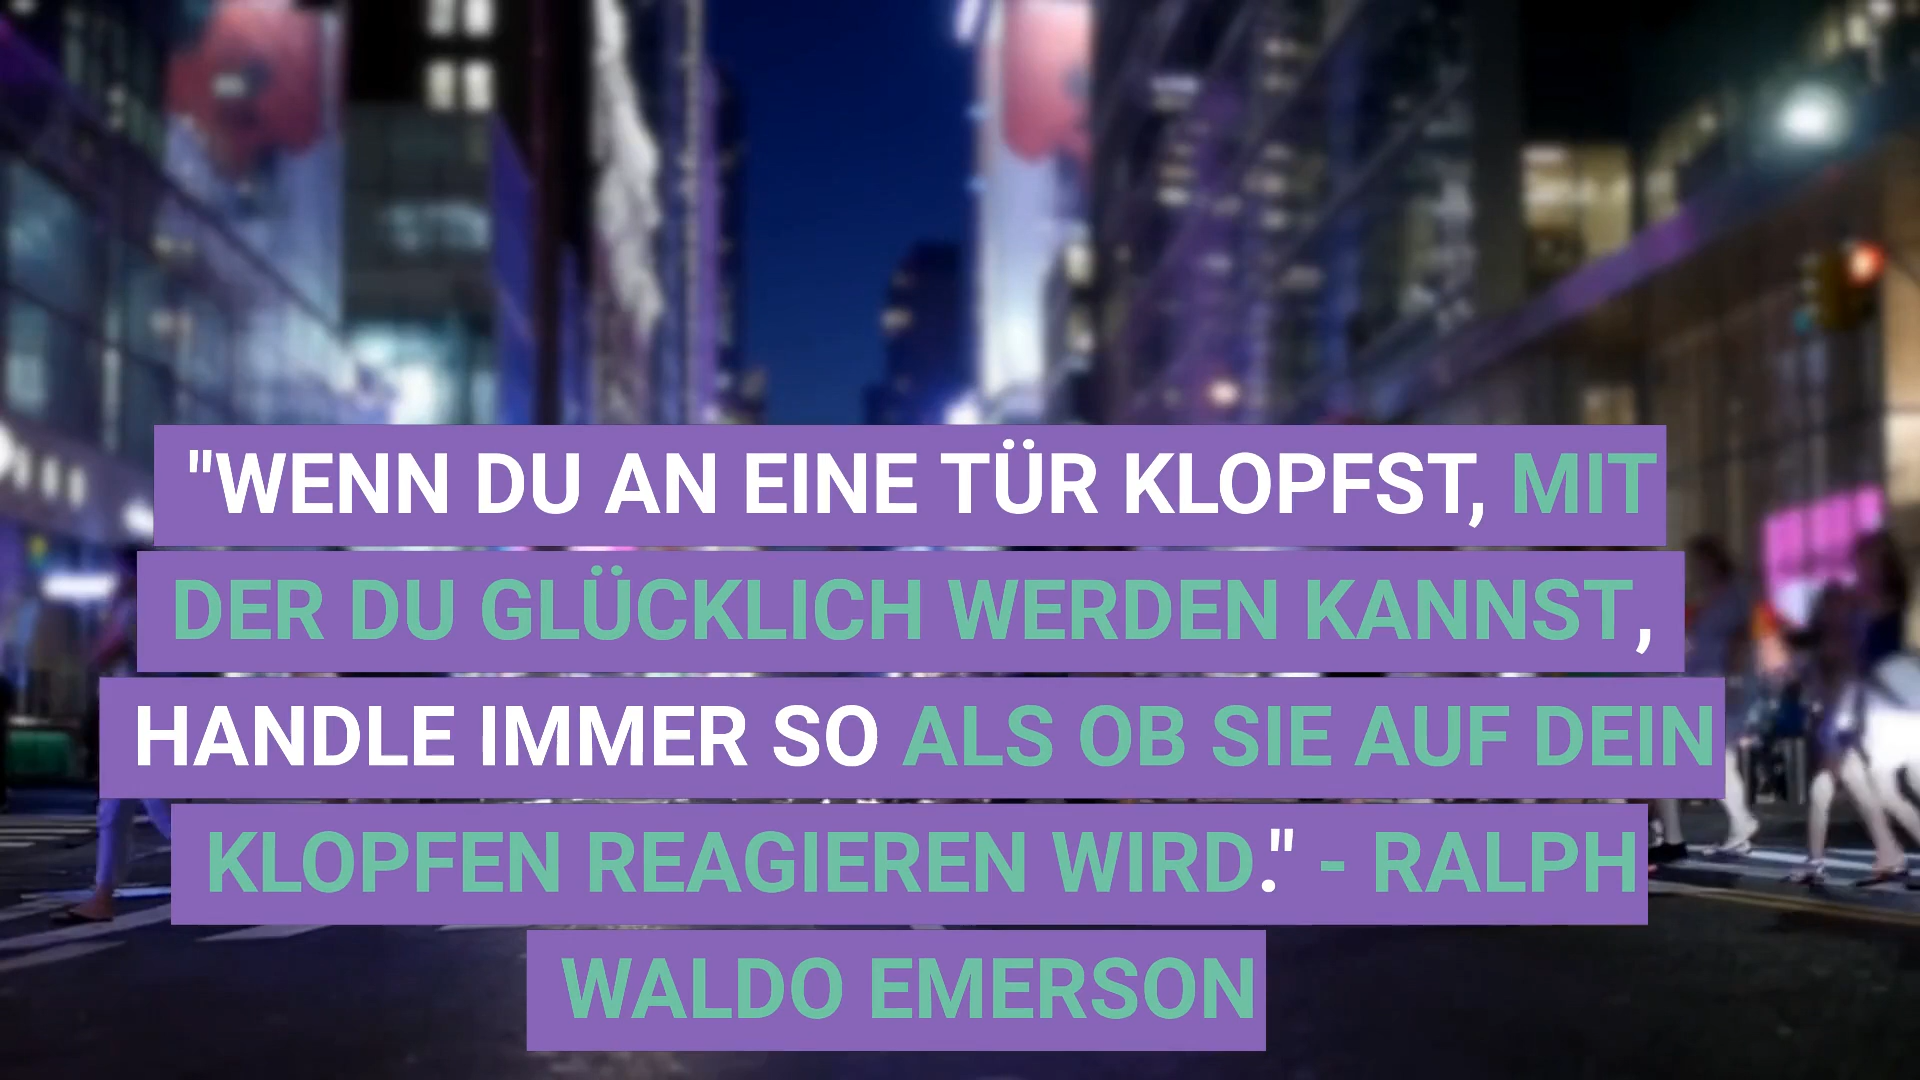 "WENN DU AN EINE TÜR KLOPFST, MIT
DER DU GLÜCKLICH WERDEN KANNST,
HANDLE IMMER SO ALS OB SIE AUF DEIN
KLOPFEN REAGIEREN WIRD." - RALPH
WALDO EMERSON